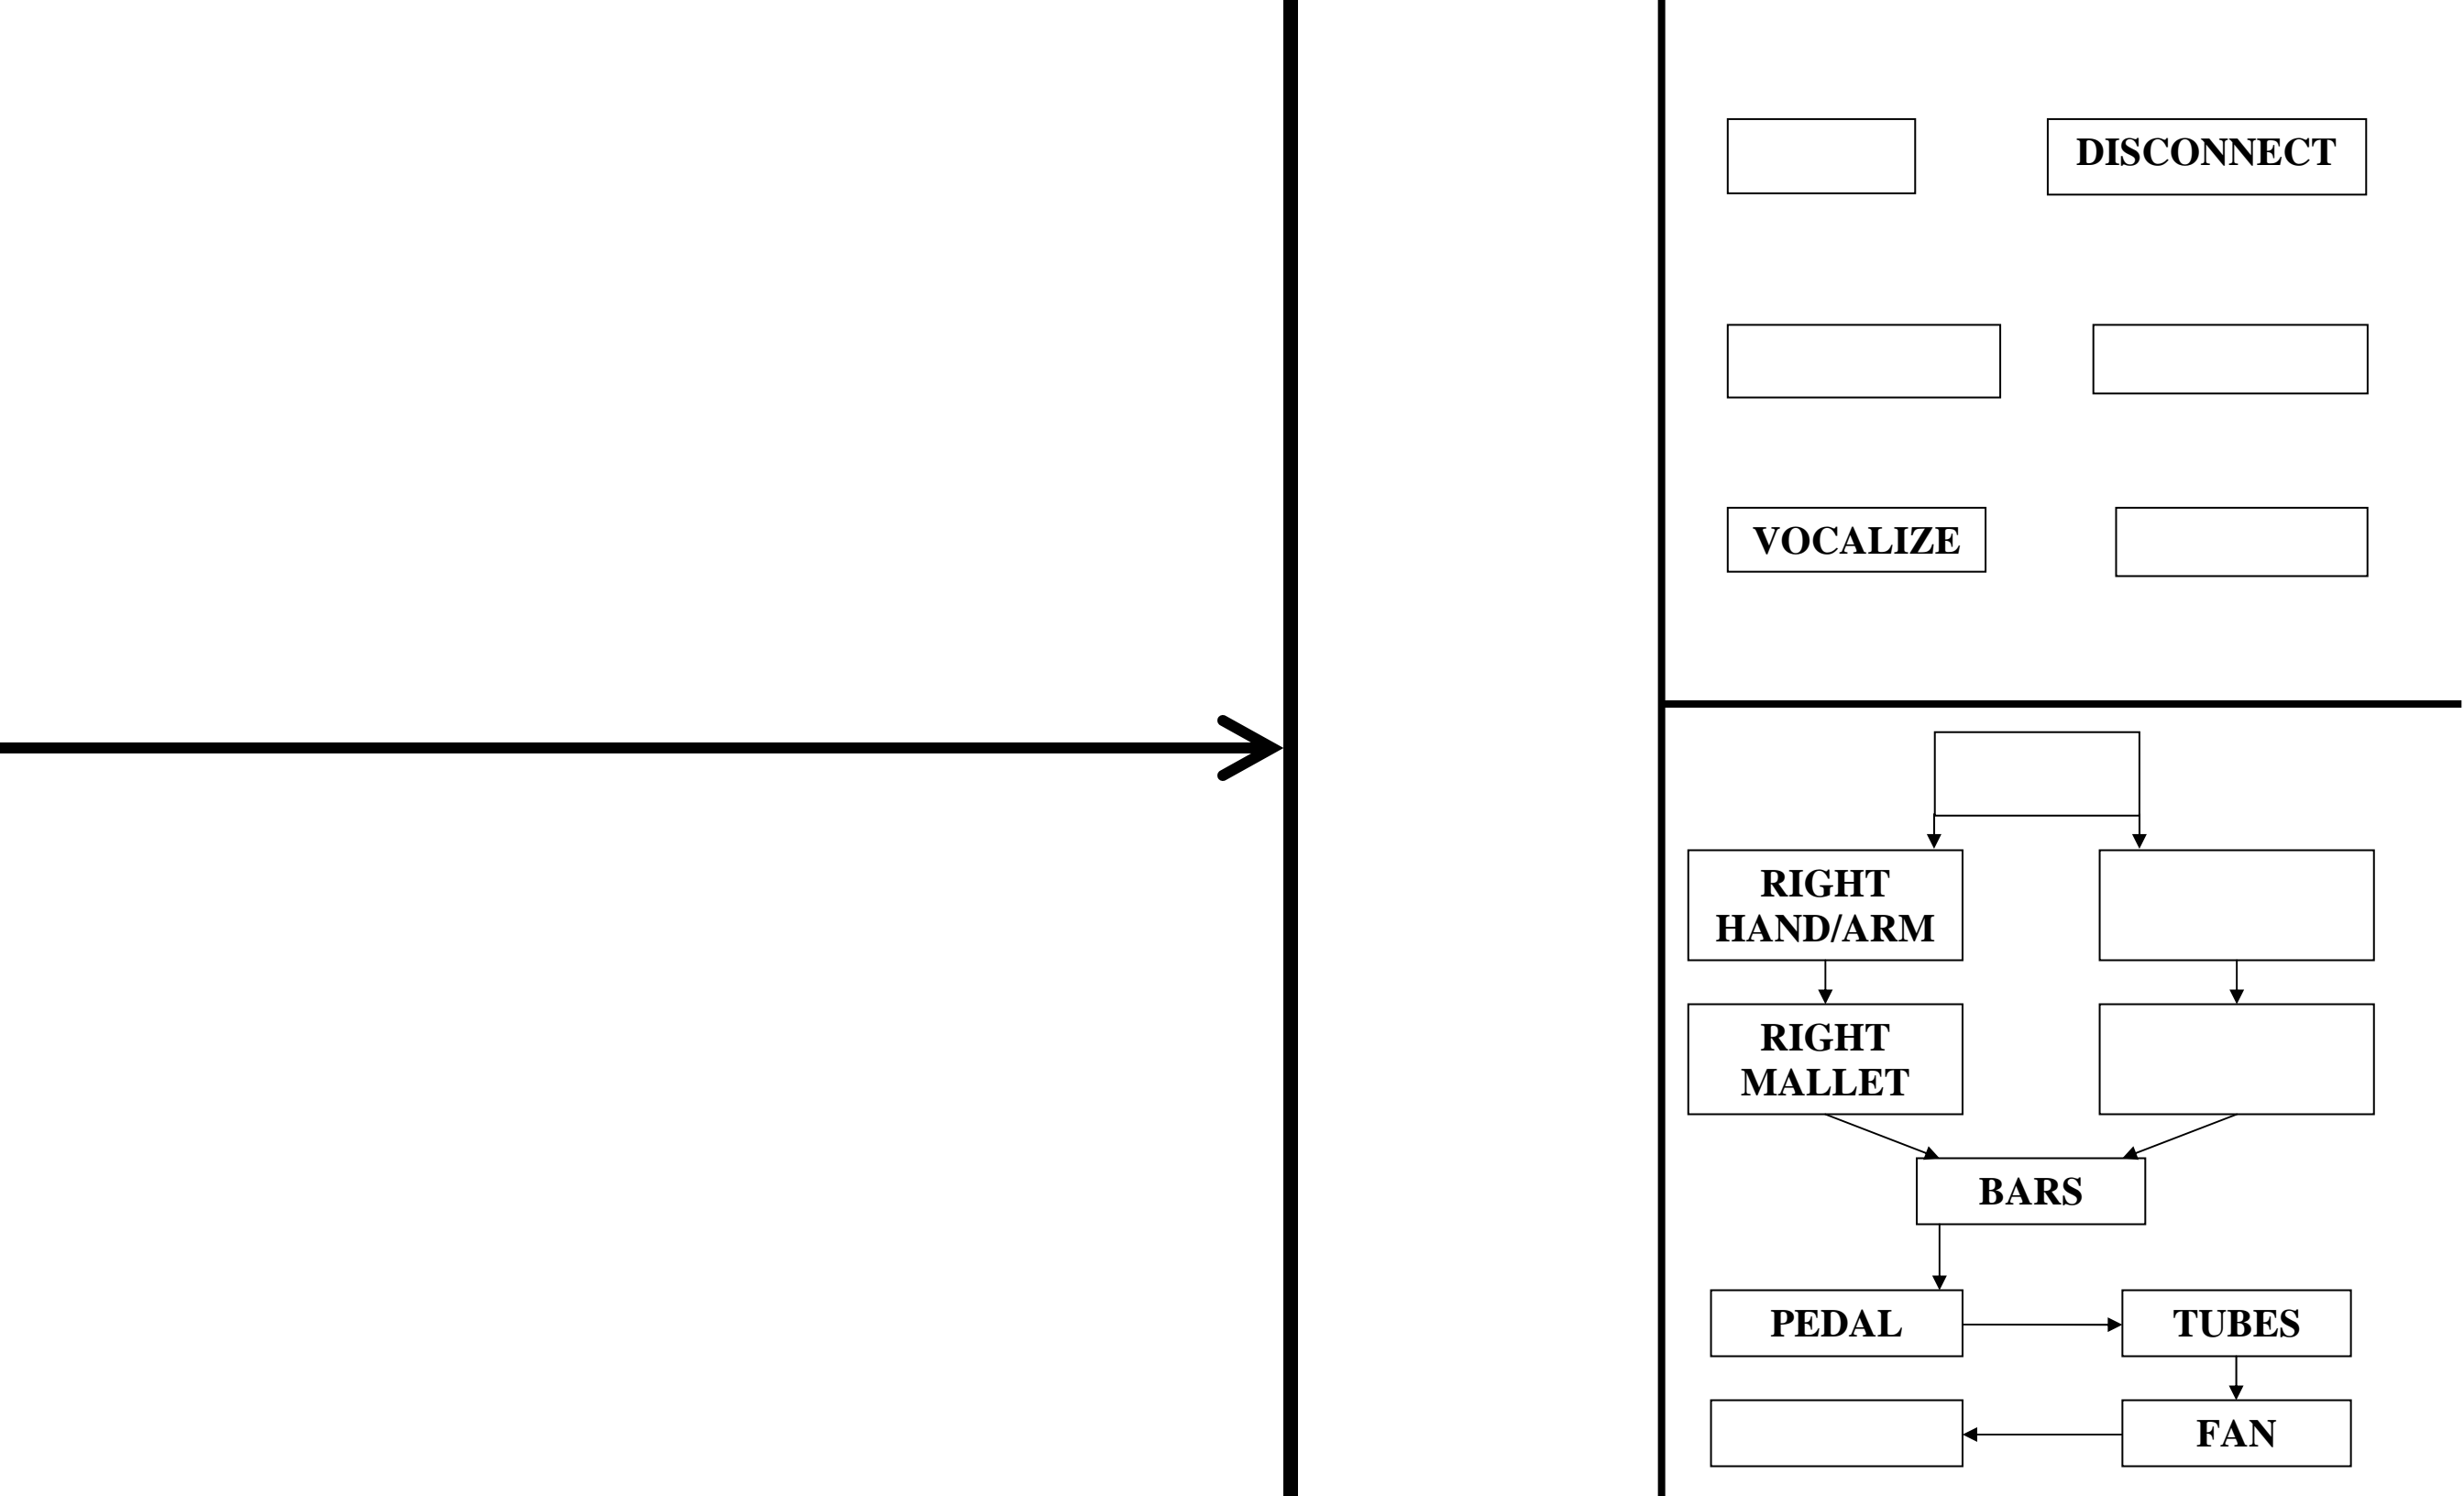 DISCONNECT
VOCALIZE
RIGHT
HAND/ARM
RIGHT
MALLET
BARS
PEDAL
TUBES
FAN